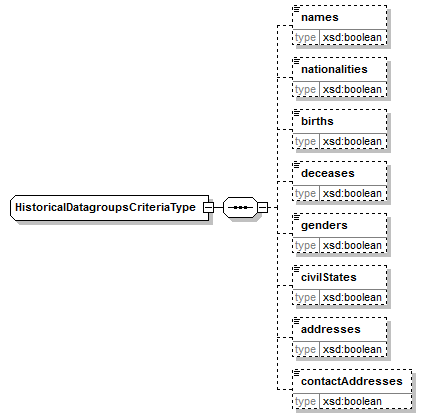 names
type xsd:boolean
nationalities
type xsd:boolean
births
type xsd:boolean
deceases
type xsd:boolean
HistoricalDatagroupsCriteriaType
genders
type xsd:boolean
civilStates
type xsd:boolean
addresses
type xsd:boolean
contactAddresses
type xsd:boolean